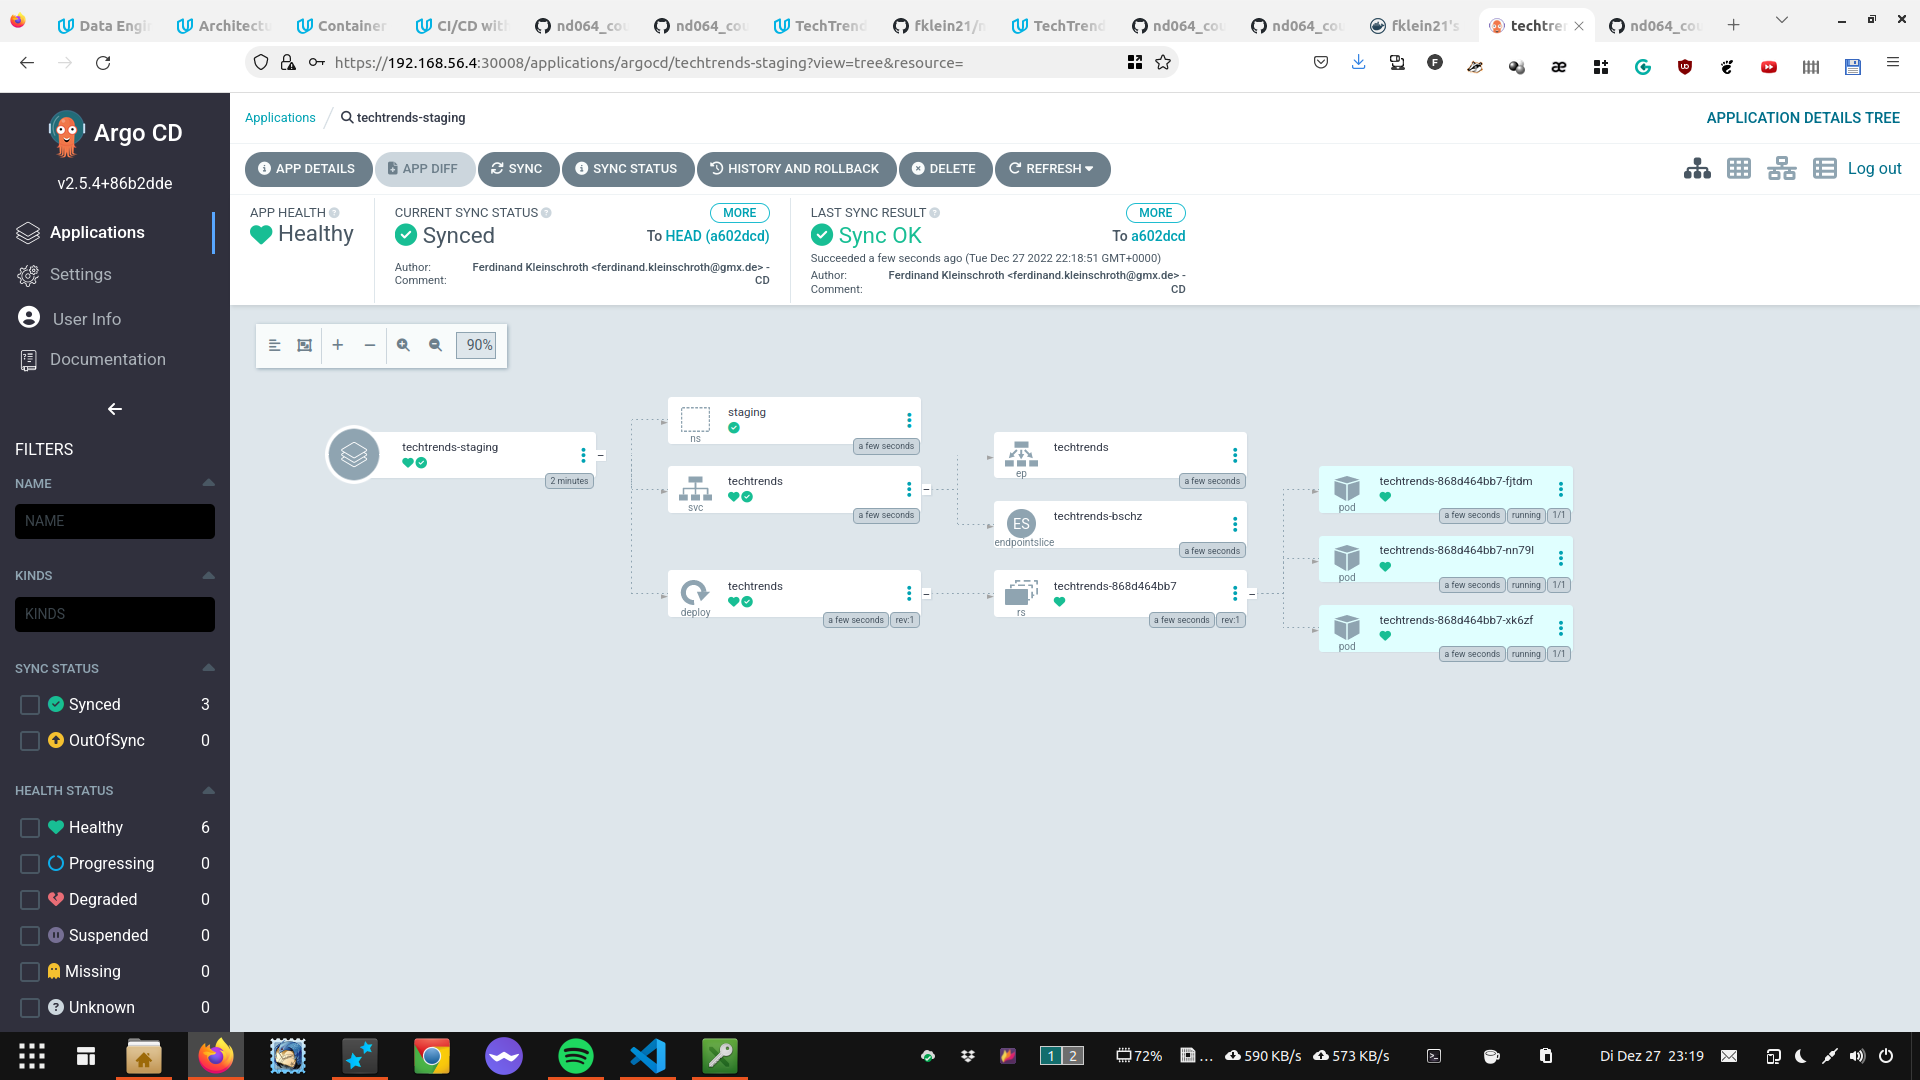 Data Engi
Architectu
Container
CI/CD with
nd064_cou
nd064_cou
TechTrend
fklein21/n
TechTrend
nd064_cou
nd064_cou
fklein21's
techtren
nd064_cou
https://192.168.56.4:30008/applications/argocd/techtrends-staging?view=tree&resource=
Argo CD
v2.5.4+86b2dde
Applications
Settings
User Info
Documentation
FILTERS
NAME
NAME
KINDS
KINDS
SYNC STATUS
Synced 3
OutOfSync 0
HEALTH STATUS
Healthy 6
Progressing 0
Degraded 0
Suspended 0
Missing 0
Unknown 0
Applications / techtrends-staging
APPLICATION DETAILS TREE
APP DETAILS
APP DIFF
SYNC
SYNC STATUS
HISTORY AND ROLLBACK
DELETE
REFRESH
Log out
APP HEALTH
Healthy
CURRENT SYNC STATUS
MORE
Synced
To HEAD (a602dcd)
Author: Ferdinand Kleinschroth <ferdinand.kleinschroth@gmx.de> -
Comment: CD
LAST SYNC RESULT
MORE
Sync OK
To a602dcd
Succeeded a few seconds ago (Tue Dec 27 2022 22:18:51 GMT+0000)
Author: Ferdinand Kleinschroth <ferdinand.kleinschroth@gmx.de> -
Comment: CD
90%
techtrends-staging
2 minutes
staging
ns
a few seconds
techtrends
svc
a few seconds
techtrends
deploy
a few seconds
rev:1
techtrends
ep
a few seconds
ES
techtrends-bschz
endpointslice
a few seconds
techtrends-868d464bb7
rs
a few seconds
rev:1
techtrends-868d464bb7-fjtdm
pod
a few seconds
running
1/1
techtrends-868d464bb7-nn79l
pod
a few seconds
running
1/1
techtrends-868d464bb7-xk6zf
pod
a few seconds
running
1/1
1 2
72%
...
590 KB/s
573 KB/s
Di Dez 27 23:19